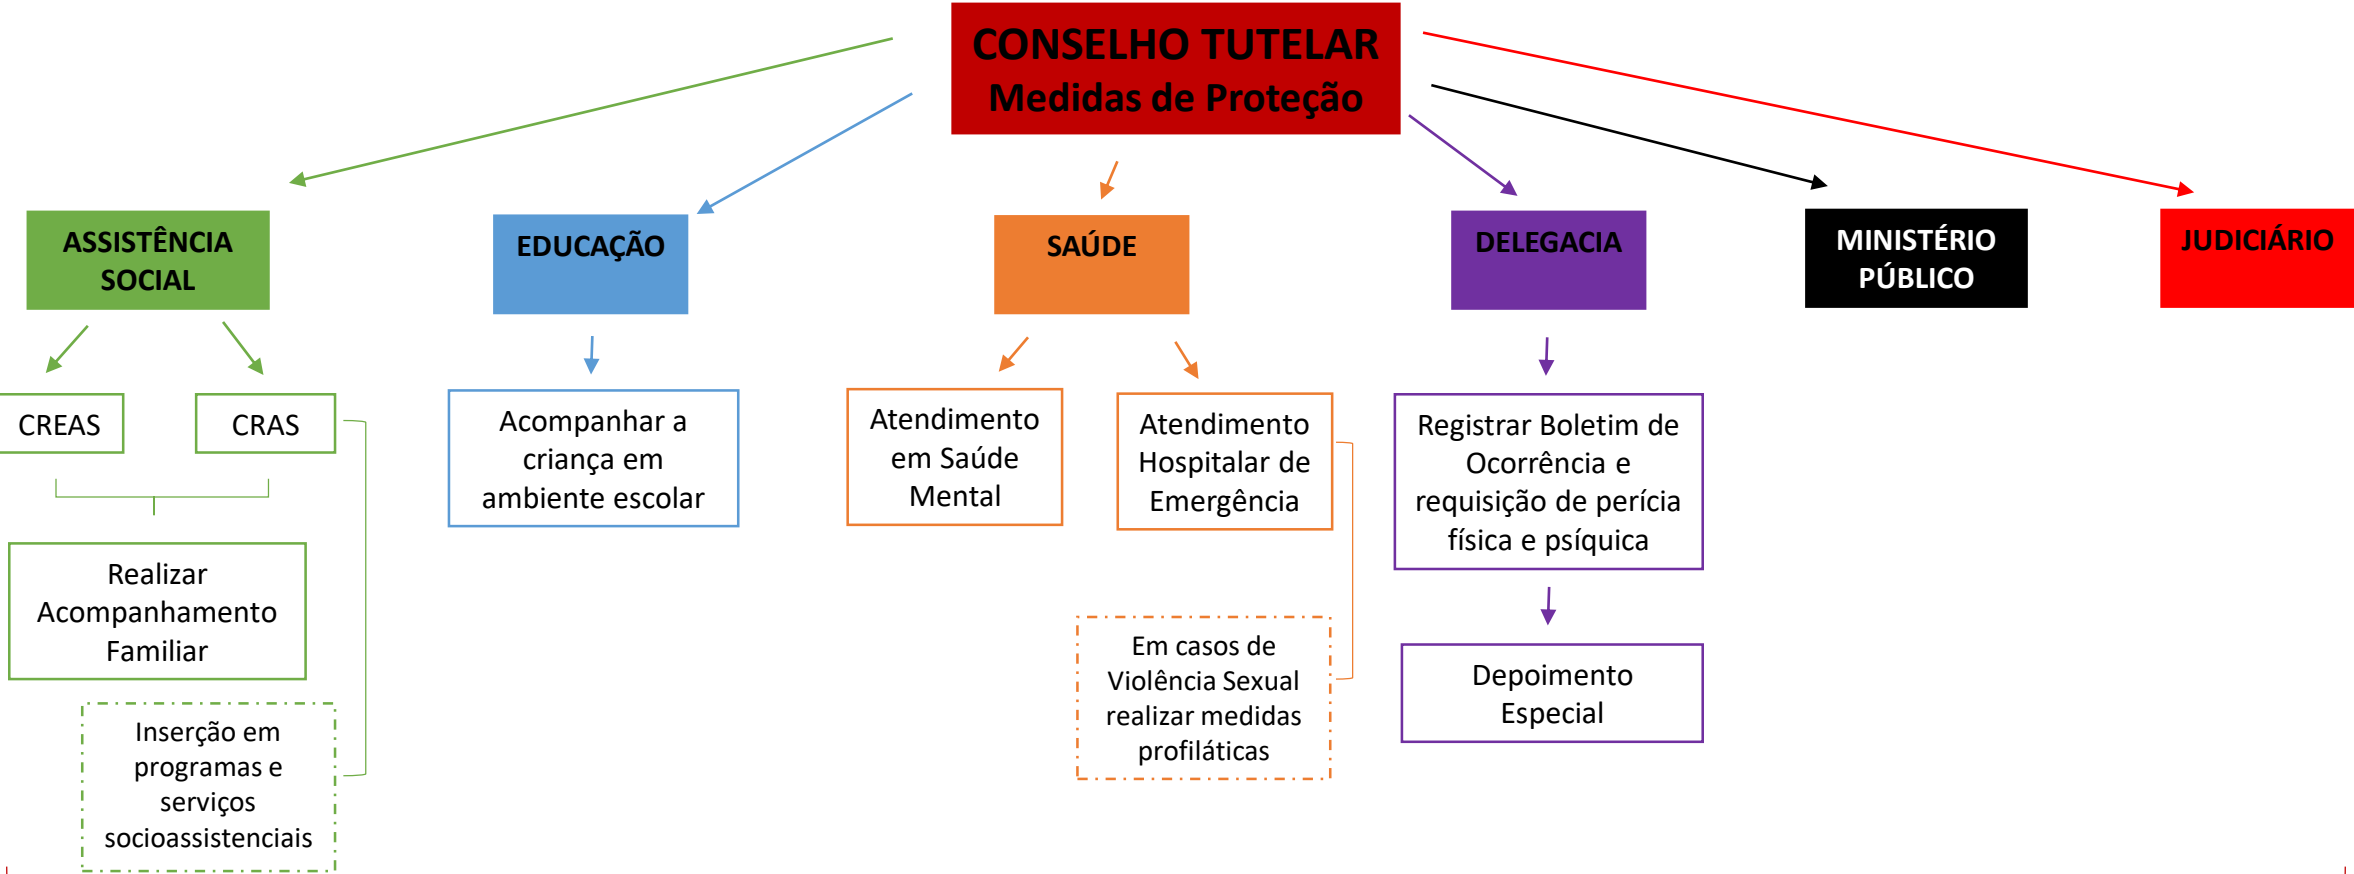 CONSELHO TUTELAR
Medidas de Proteção
ASSISTÊNCIA
SOCIAL
EDUCAÇÃO
SAÚDE
DELEGACIA
MINISTÉRIO
PÚBLICO
JUDICIÁRIO
CREAS
CRAS
Realizar
Acompanhamento
Familiar
Inserção em
programas e
serviços
socioassistenciais
Acompanhar a
criança em
ambiente escolar
Atendimento
em Saúde
Mental
Atendimento
Hospitalar de
Emergência
Em casos de
Violência Sexual
realizar medidas
profiláticas
Registrar Boletim de
Ocorrência e
requisição de perícia
física e psíquica
Depoimento
Especial